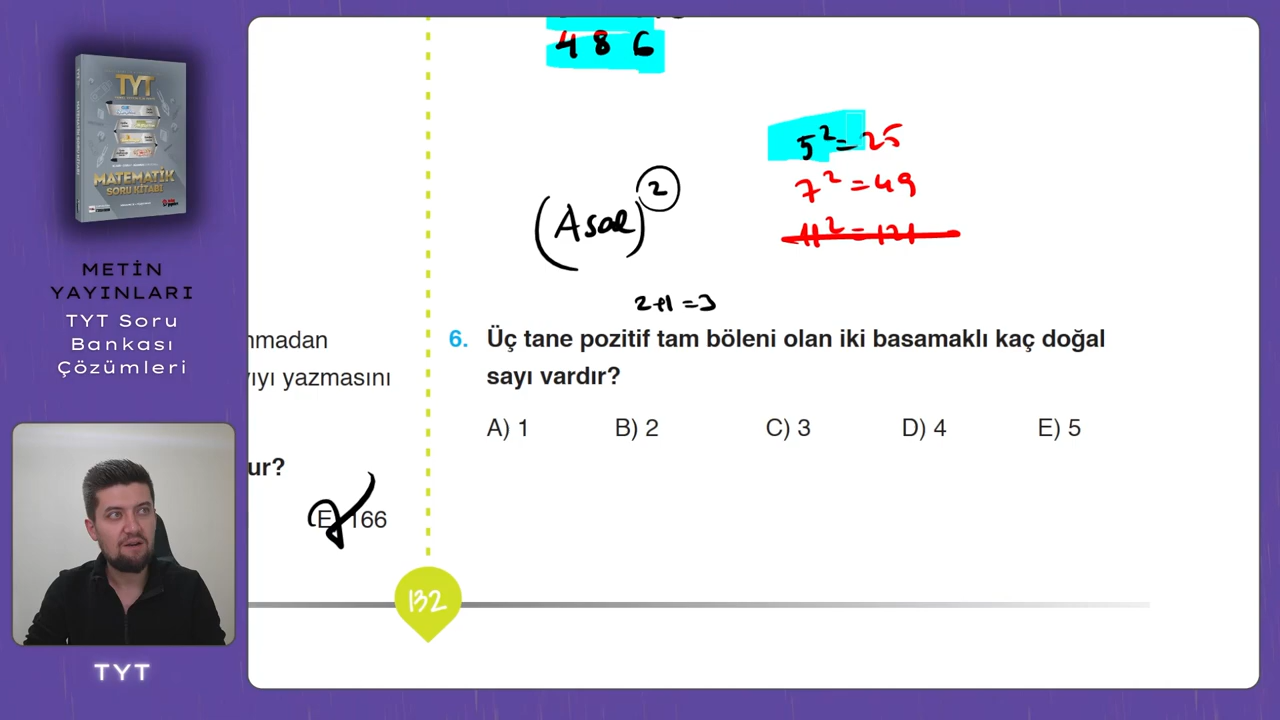 TYT
MATEMATİK
SORU KİTABI
METİN
YAYINLARI
TYT Soru
Bankası
Çözümleri
TYT
486
5² = 25
7² = 49
11² = 121
(Asal)²
2+1 = 3
nmadan
yıyı yazmasını
ur?
E) 166
6. Üç tane pozitif tam böleni olan iki basamaklı kaç doğal
sayı vardır?
A) 1 B) 2 C) 3 D) 4 E) 5
132